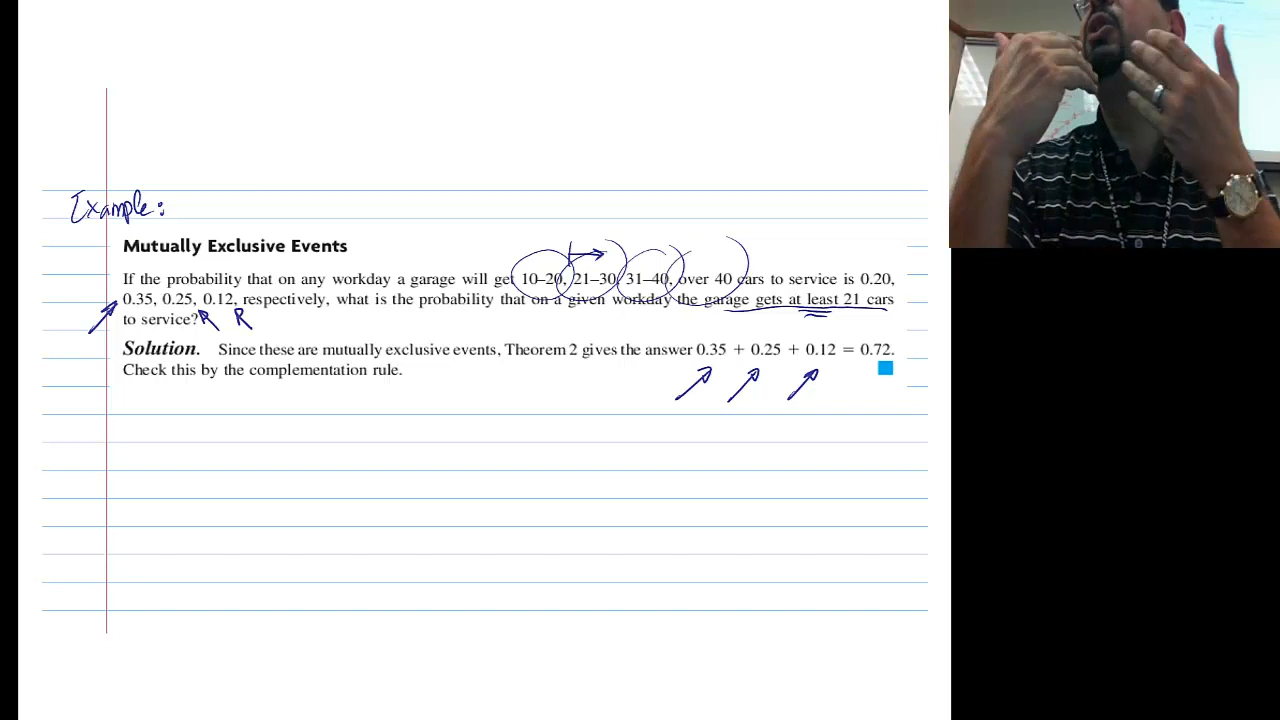 Example:
Mutually Exclusive Events
If the probability that on any workday a garage will get 10–20, 21–30, 31–40, over 40 cars to service is 0.20,
0.35, 0.25, 0.12, respectively, what is the probability that on a given workday the garage gets at least 21 cars
to service?
Solution. Since these are mutually exclusive events, Theorem 2 gives the answer 0.35 + 0.25 + 0.12 = 0.72.
Check this by the complementation rule.